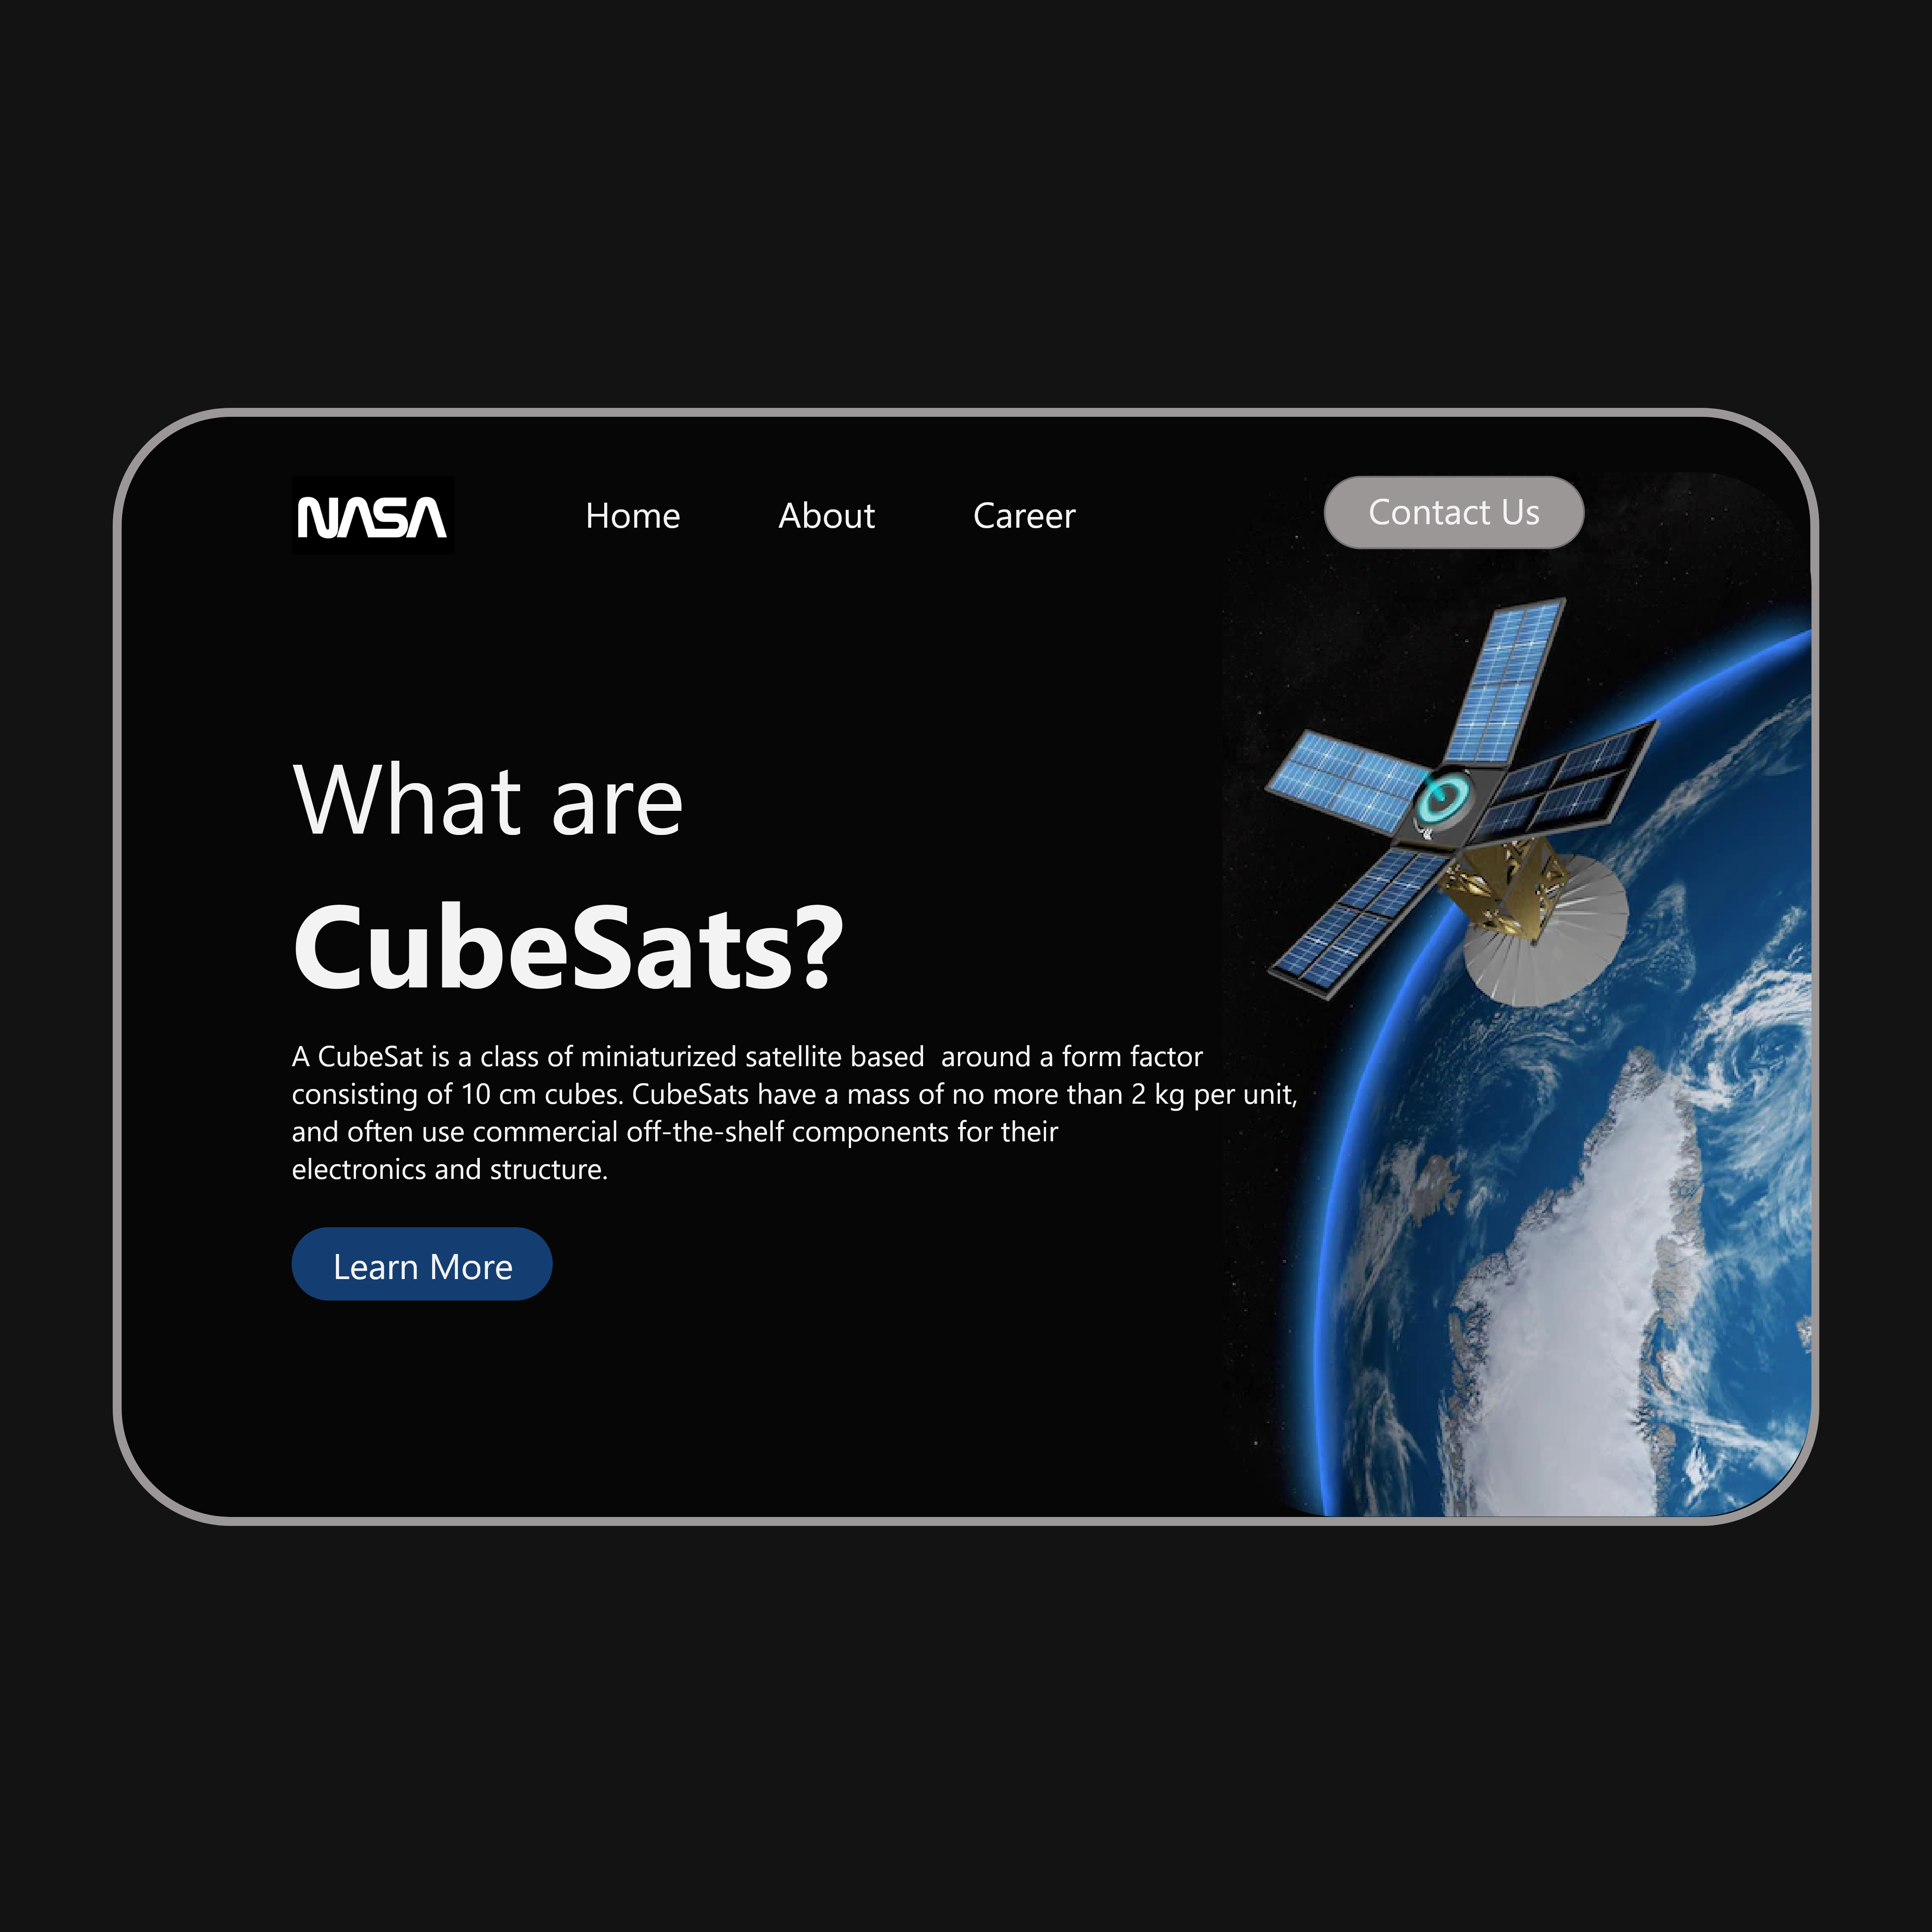 NASA
Home
About
Career
Contact Us
What are
CubeSats?
A CubeSat is a class of miniaturized satellite based  around a form factor
consisting of 10 cm cubes. CubeSats have a mass of no more than 2 kg per unit,
and often use commercial off-the-shelf components for their
electronics and structure.
Learn More